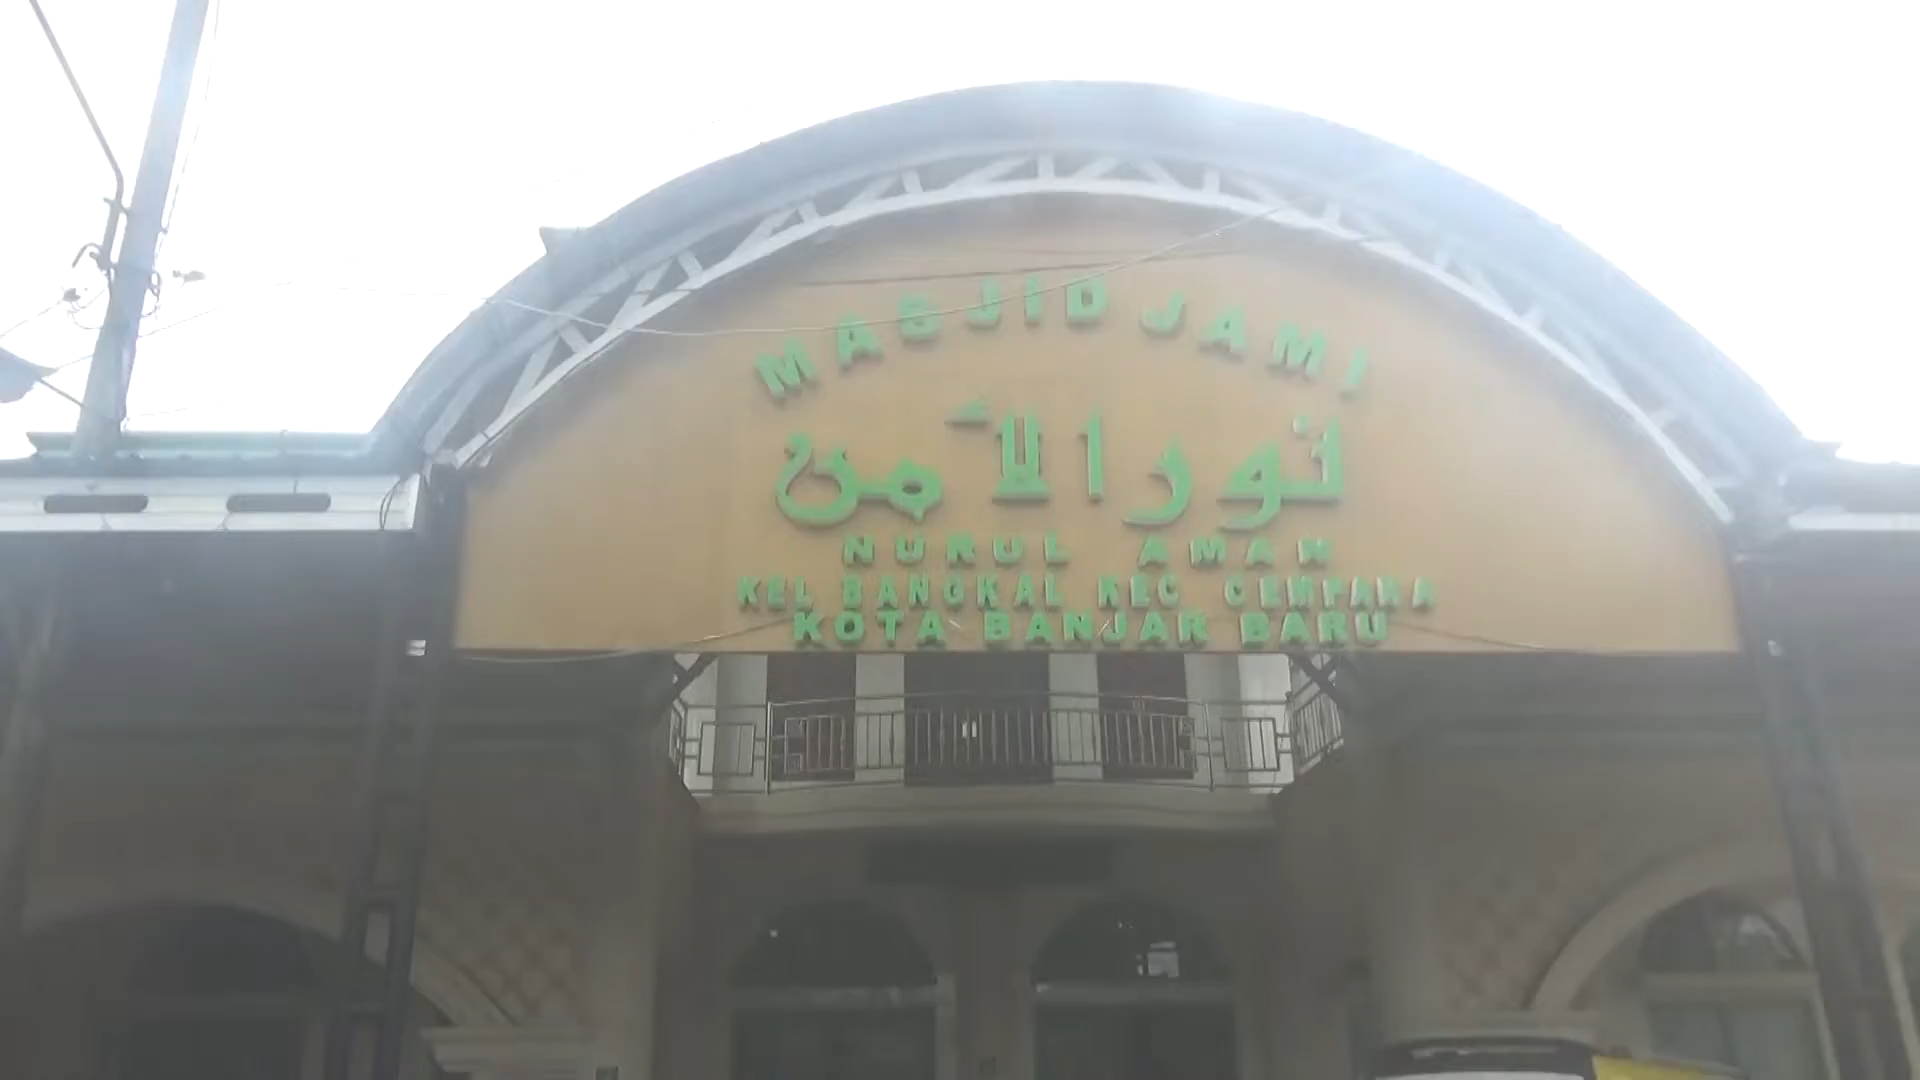 MASJID JAMI
نور الأمن
NURUL AMAN
KEL BANGKAL KEC CEMPAKA
KOTA BANJAR BARU